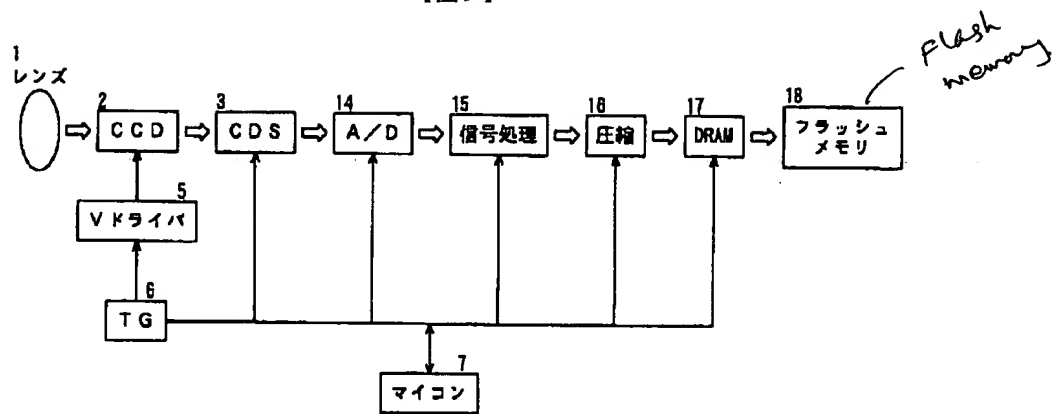 1
レンズ
2
CCD
3
CDS
14
A/D
15
信号処理
16
圧縮
17
DRAM
18
フラッシュ
メモリ
Flash
memory
5
Vドライバ
6
TG
7
マイコン